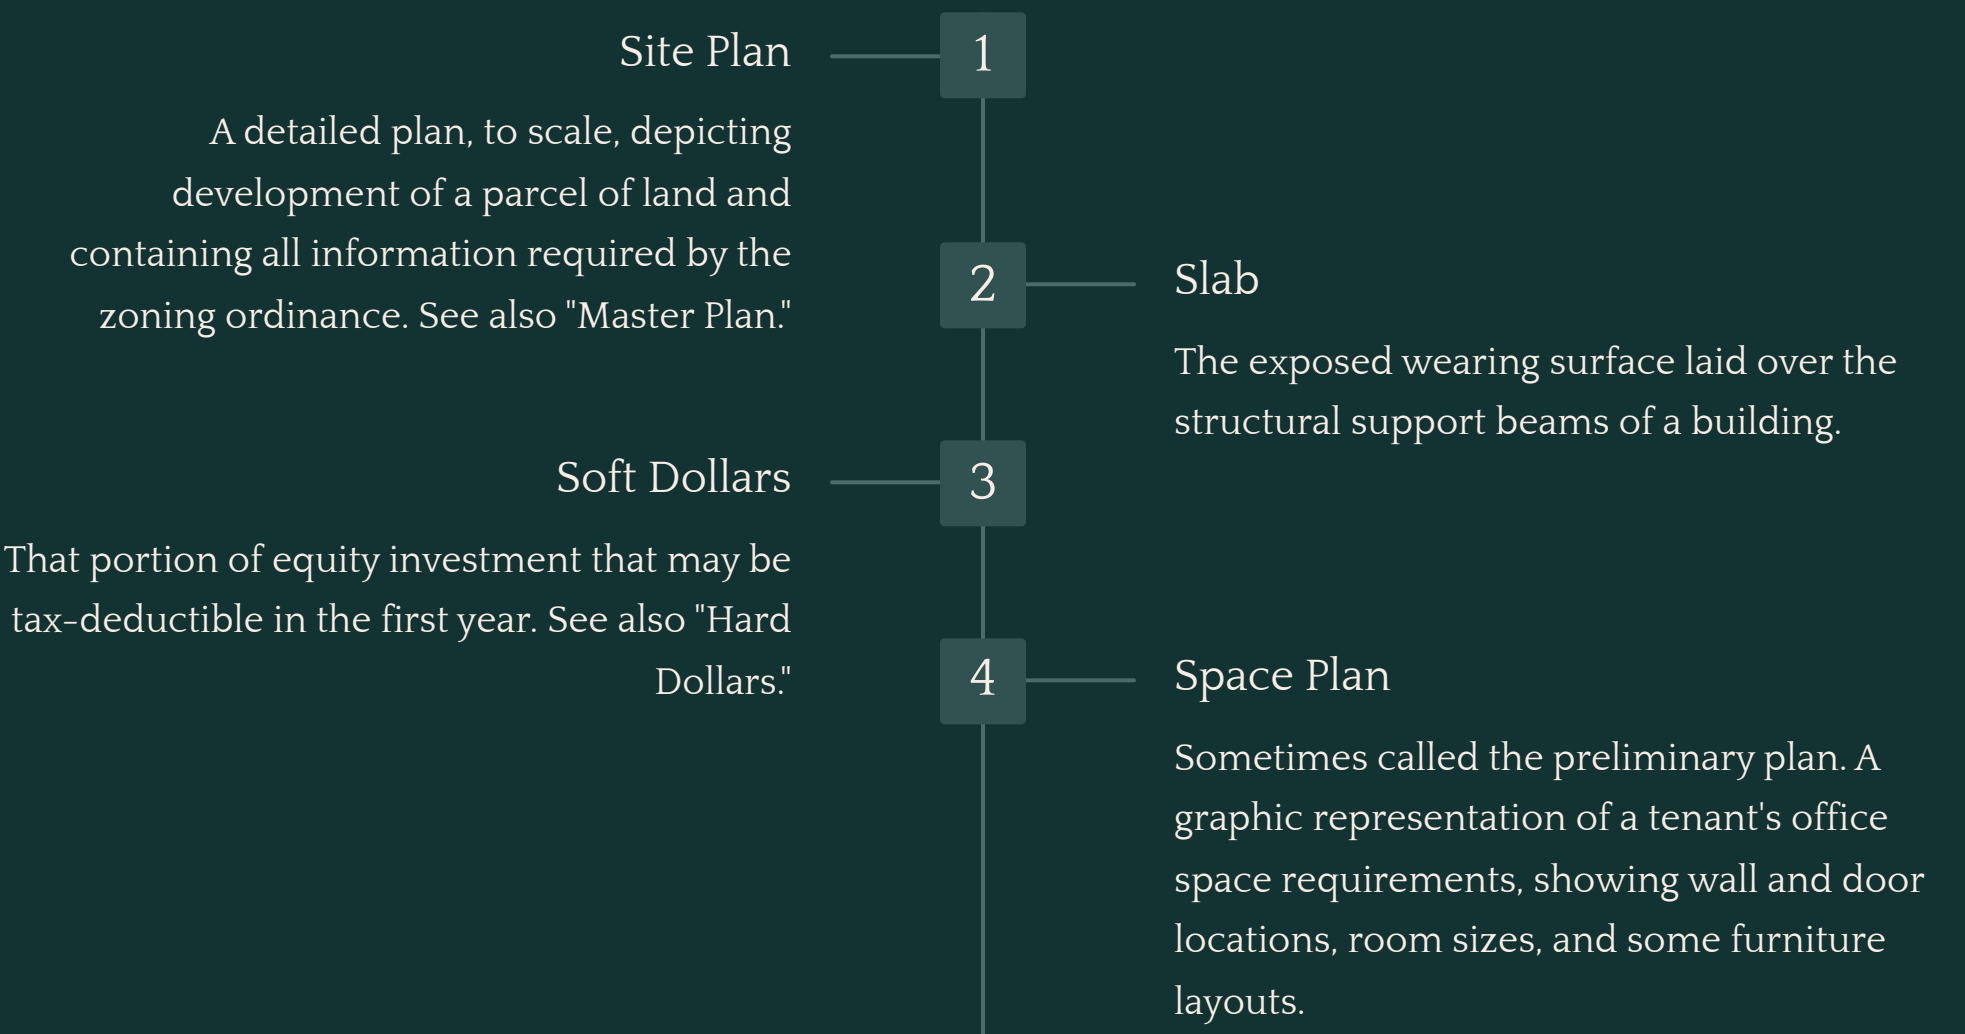 Site Plan
1
A detailed plan, to scale, depicting
development of a parcel of land and
containing all information required by the
zoning ordinance. See also "Master Plan."
2
Slab
The exposed wearing surface laid over the
structural support beams of a building.
Soft Dollars
3
That portion of equity investment that may be
tax-deductible in the first year. See also "Hard
Dollars."
4
Space Plan
Sometimes called the preliminary plan. A
graphic representation of a tenant's office
space requirements, showing wall and door
locations, room sizes, and some furniture
layouts.